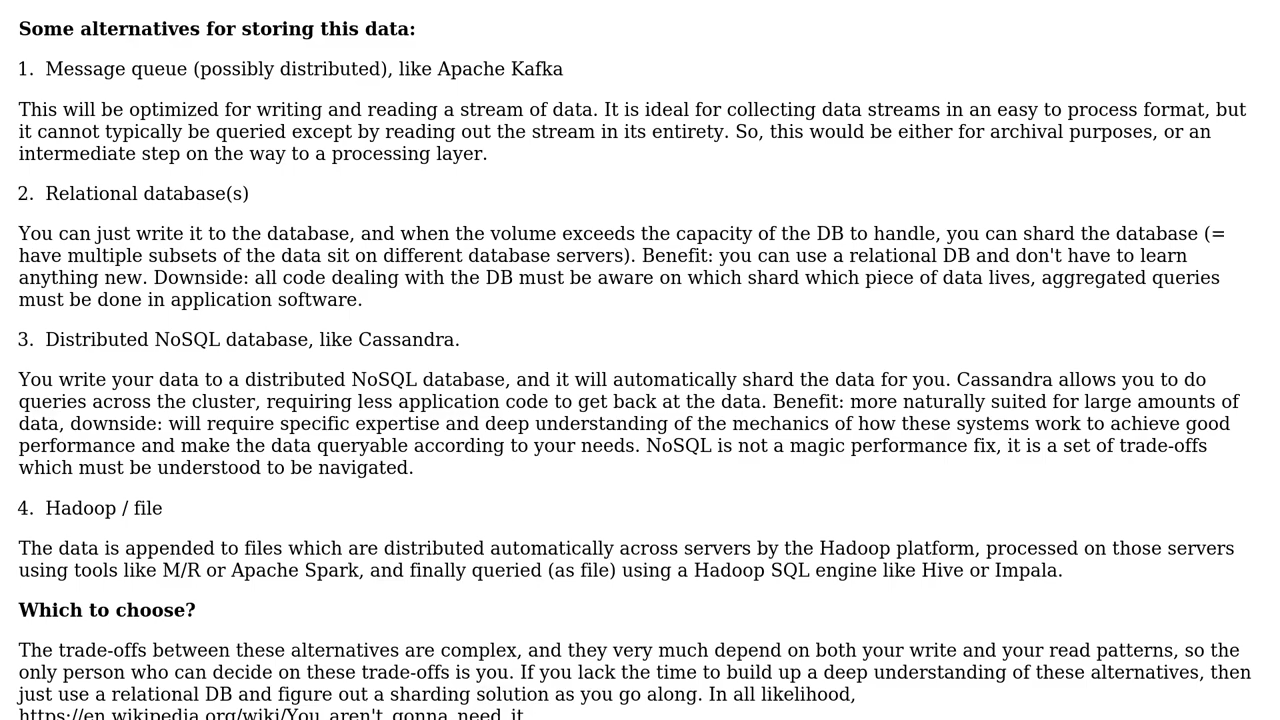 Some alternatives for storing this data:
1. Message queue (possibly distributed), like Apache Kafka
This will be optimized for writing and reading a stream of data. It is ideal for collecting data streams in an easy to process format, but
it cannot typically be queried except by reading out the stream in its entirety. So, this would be either for archival purposes, or an
intermediate step on the way to a processing layer.
2. Relational database(s)
You can just write it to the database, and when the volume exceeds the capacity of the DB to handle, you can shard the database (=
have multiple subsets of the data sit on different database servers). Benefit: you can use a relational DB and don't have to learn
anything new. Downside: all code dealing with the DB must be aware on which shard which piece of data lives, aggregated queries
must be done in application software.
3. Distributed NoSQL database, like Cassandra.
You write your data to a distributed NoSQL database, and it will automatically shard the data for you. Cassandra allows you to do
queries across the cluster, requiring less application code to get back at the data. Benefit: more naturally suited for large amounts of
data, downside: will require specific expertise and deep understanding of the mechanics of how these systems work to achieve good
performance and make the data queryable according to your needs. NoSQL is not a magic performance fix, it is a set of trade-offs
which must be understood to be navigated.
4. Hadoop / file
The data is appended to files which are distributed automatically across servers by the Hadoop platform, processed on those servers
using tools like M/R or Apache Spark, and finally queried (as file) using a Hadoop SQL engine like Hive or Impala.
Which to choose?
The trade-offs between these alternatives are complex, and they very much depend on both your write and your read patterns, so the
only person who can decide on these trade-offs is you. If you lack the time to build up a deep understanding of these alternatives, then
just use a relational DB and figure out a sharding solution as you go along. In all likelihood,
https://en.wikipedia.org/wiki/You_aren't_gonna_need_it